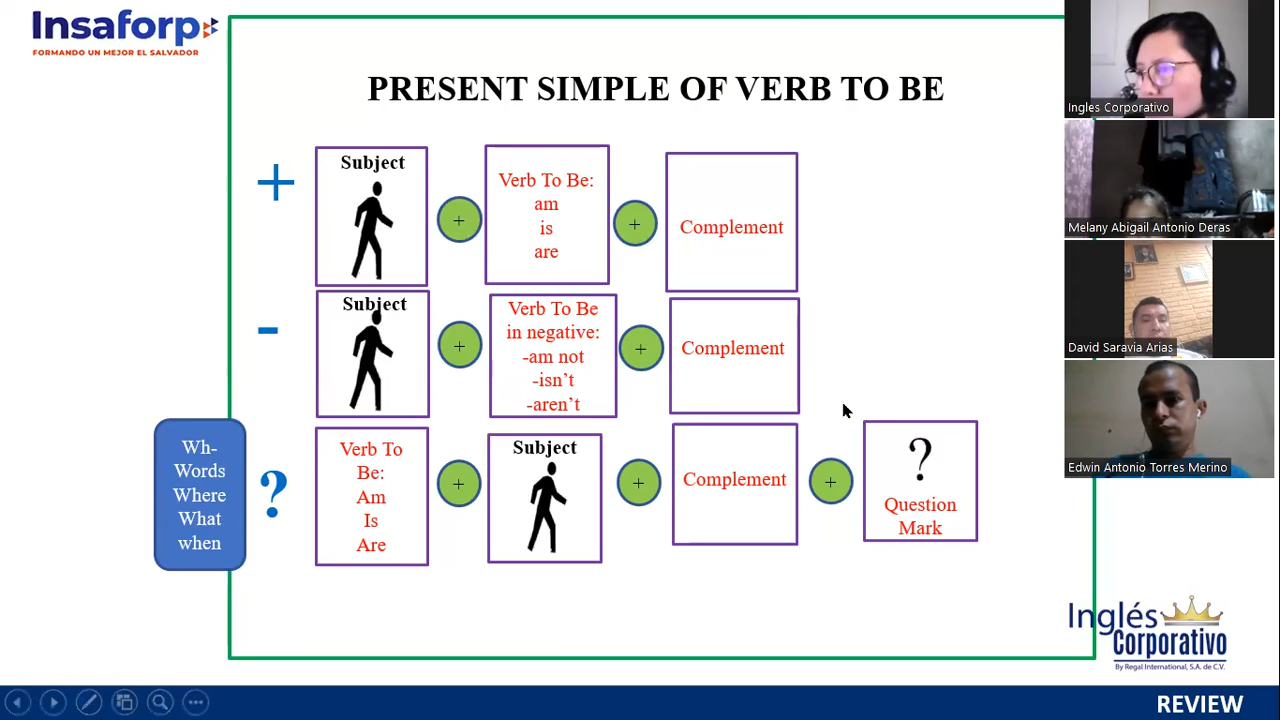 Insaforp
FORMANDO UN MEJOR EL SALVADOR
PRESENT SIMPLE OF VERB TO BE
+
Subject
+
Verb To Be:
am
is
are
+
Complement
-
Subject
+
Verb To Be
in negative:
-am not
-isn't
-aren't
+
Complement
Wh-
Words
Where
What
when
?
Verb To
Be:
Am
Is
Are
+
Subject
+
Complement
+
?
Question
Mark
Ingles Corporativo
Melany Abigail Antonio Deras
David Saravia Arias
Edwin Antonio Torres Merino
Inglés
Corporativo
By Regal International, S.A. de C.V.
REVIEW